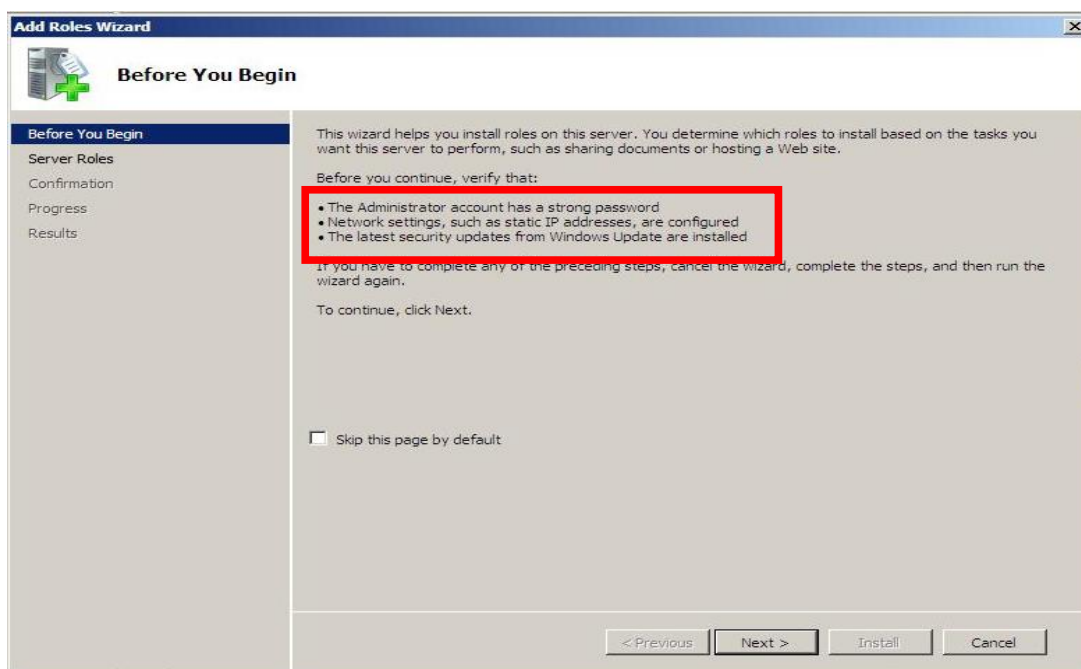 Add Roles Wizard
Before You Begin
Before You Begin
Server Roles
Confirmation
Progress
Results
This wizard helps you install roles on this server. You determine which roles to install based on the tasks you
want this server to perform, such as sharing documents or hosting a Web site.
Before you continue, verify that:
• The Administrator account has a strong password
• Network settings, such as static IP addresses, are configured
• The latest security updates from Windows Update are installed
If you have to complete any of the preceding steps, cancel the wizard, complete the steps, and then run the
wizard again.
To continue, click Next.
Skip this page by default
< Previous
Next >
Install
Cancel